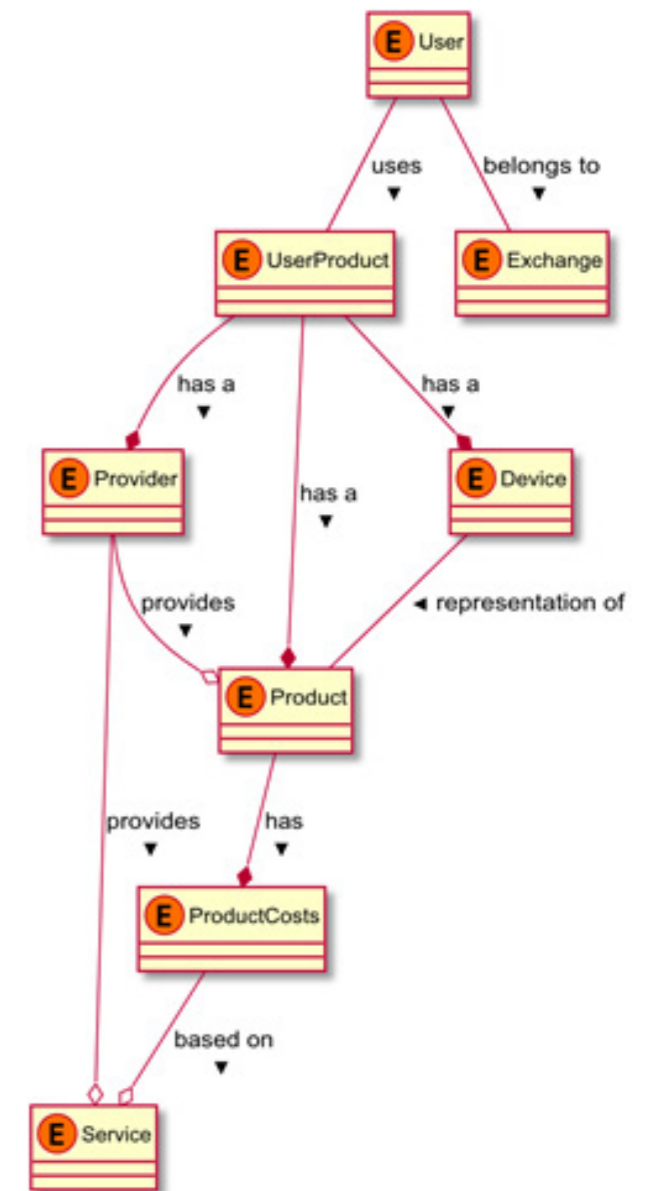 E User
uses
▼
belongs to
▼
E UserProduct
E Exchange
has a
▼
has a
▼
E Provider
has a
▼
E Device
provides
▼
◄ representation of
E Product
provides
▼
has
▼
E ProductCosts
based on
▼
E Service